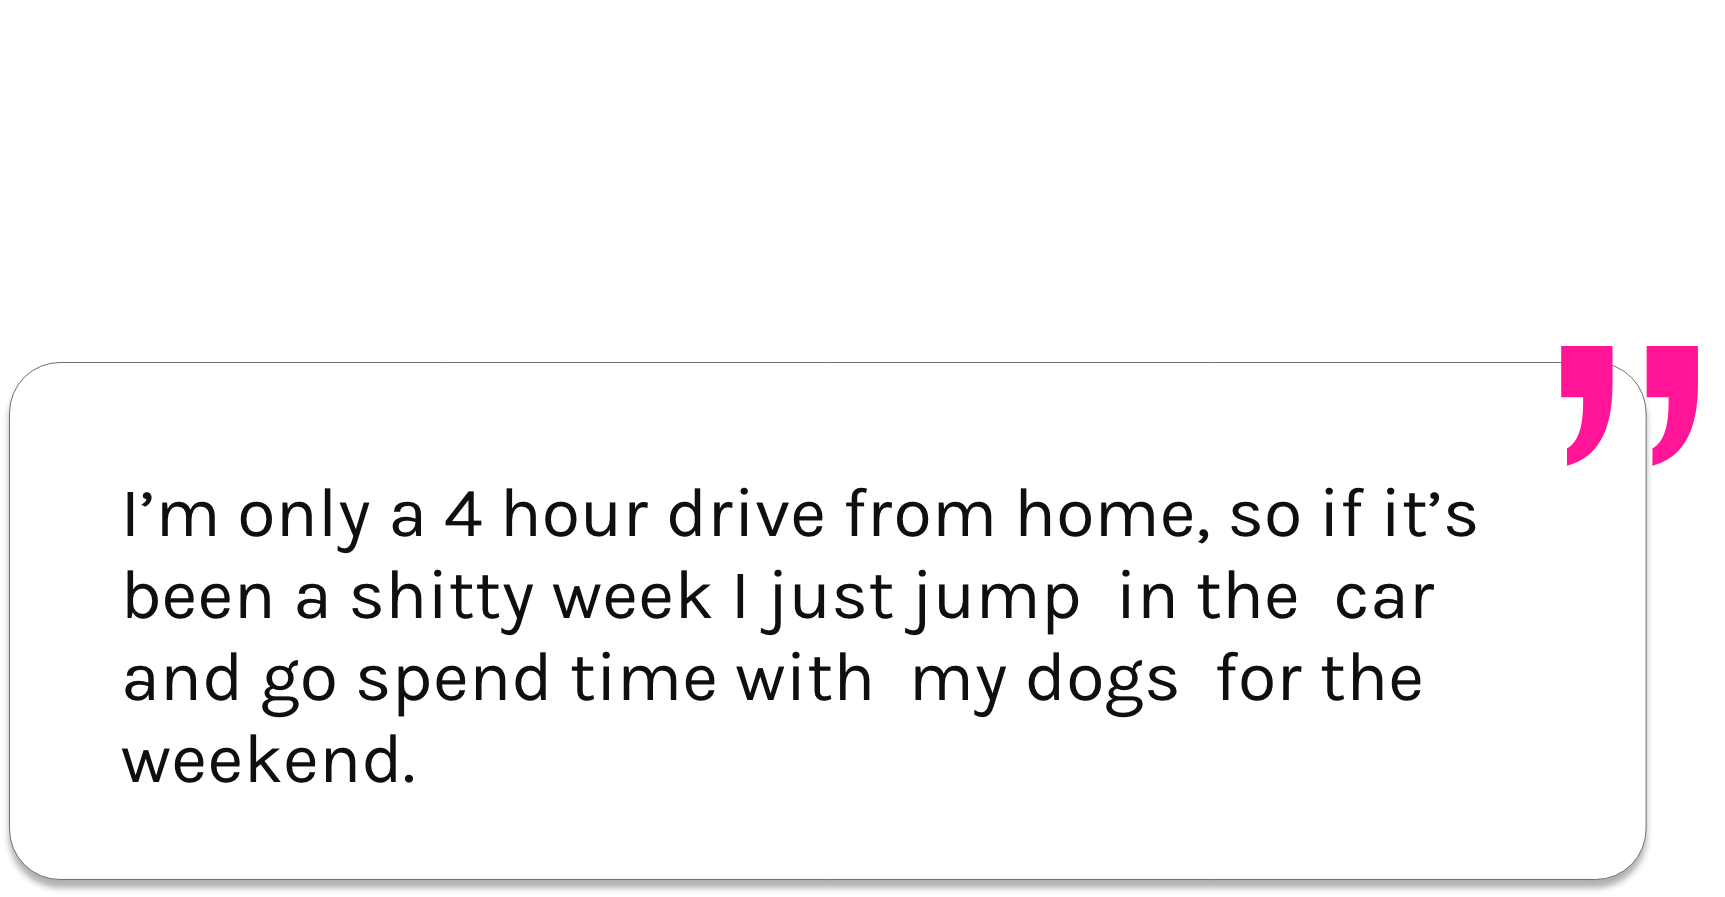 ”
I’m only a 4 hour drive from home, so if it’s
been a shitty week I just jump  in the  car
and go spend time with  my dogs  for the
weekend.